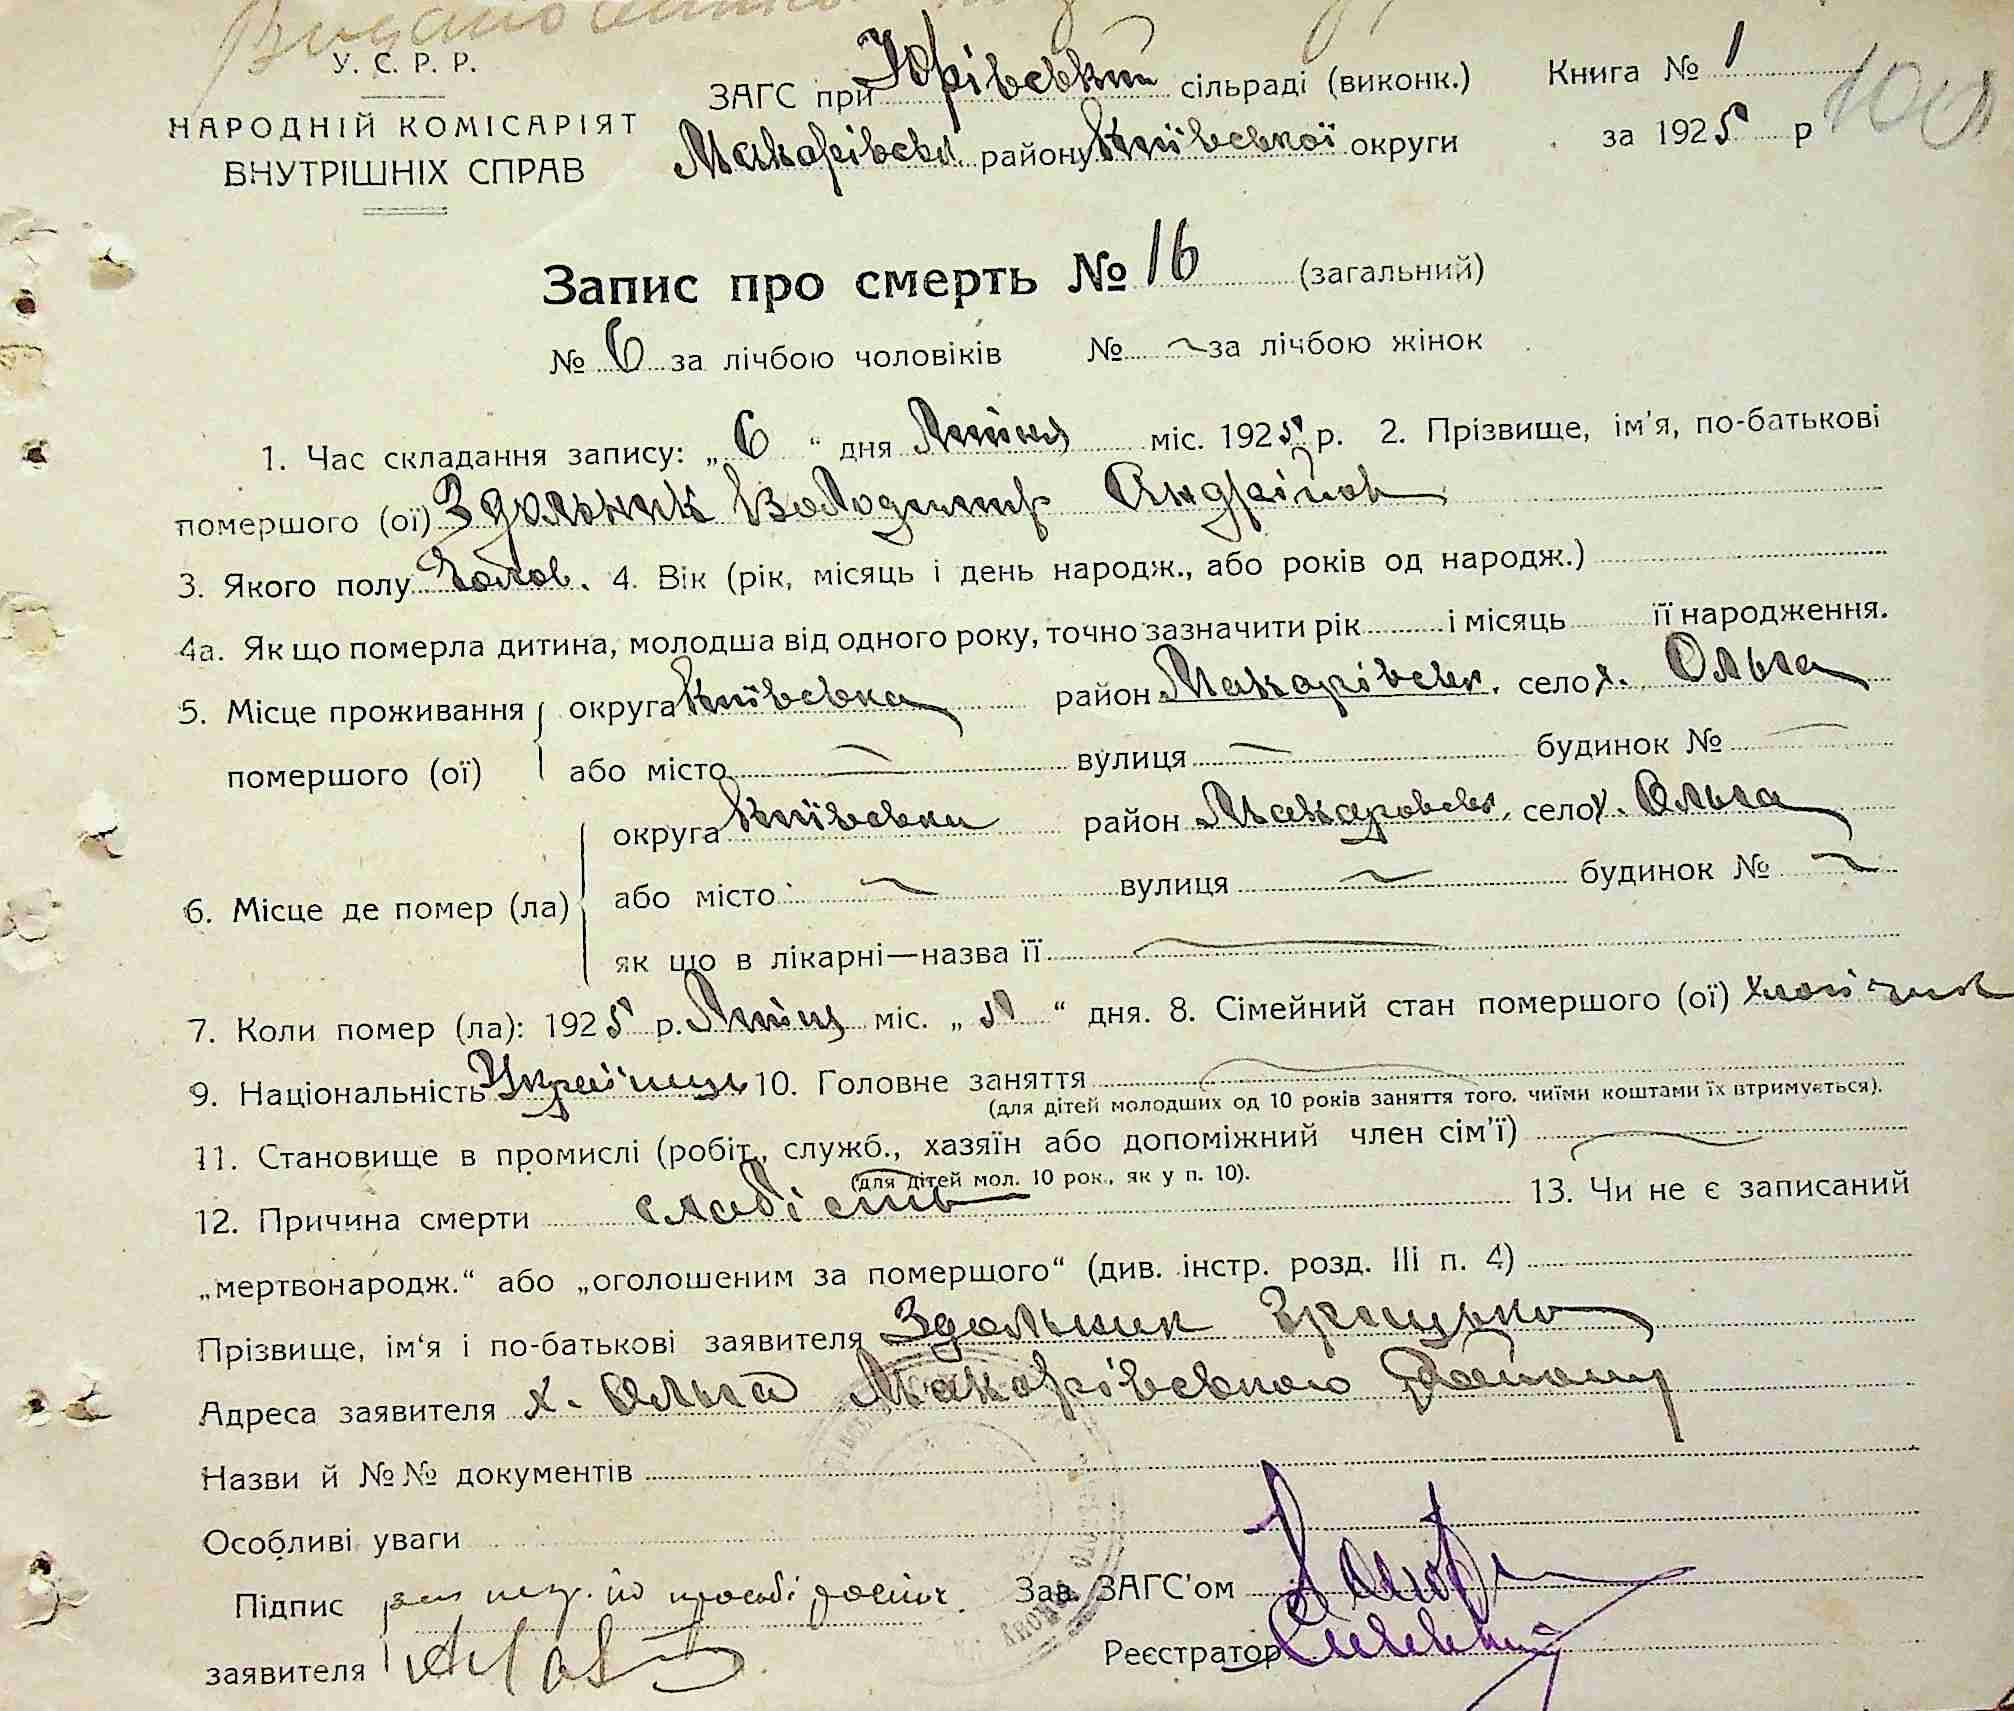 У. С. Р. Р.
НАРОДНІЙ КОМІСАРІЯТ
ВНУТРІШНІХ СПРАВ
ЗАГС при Юрівський сільраді (виконк.)
Макарівськ. району Київської округи
Книга № 1
за 1925 р
Запис про смерть № 16 (загальний)
№ 6 за лічбою чоловіків № ~ за лічбою жінок
1. Час складання запису: „ 6 “ дня Липня міс. 1925 р. 2. Прізвище, ім'я, по-батькові
помершого (ої) Здольник Володимир Андрійов
3. Якого полу Чолов. 4. Вік (рік, місяць і день народж., або років од народж.)
4а. Як що померла дитина, молодша від одного року, точно зазначити рік і місяць її народження.
5. Місце проживання помершого (ої) округа Київська район Макарівськ. село х. Ольга
або місто — вулиця — будинок № —
6. Місце де помер (ла) округа Київська район Макаровськ. село х. Ольга
або місто ~ вулиця ~ будинок № ~
як що в лікарні—назва її
7. Коли помер (ла): 1925 р. Липц міс. „ 5 “ дня. 8. Сімейний стан помершого (ої) хлопчик
9. Національність Українець 10. Головне заняття
(для дітей молодших од 10 років заняття того, чиїми коштами їх втримується).
11. Становище в промислі (робіт., служб., хазяїн або допоміжний член сім'ї)
(для дітей мол. 10 рок., як у п. 10).
12. Причина смерти слабість 13. Чи не є записаний
„мертвонародж.“ або „оголошеним за померщого“ (див. інстр. розд. III п. 4)
Прізвище, ім‘я і по-батькові заявителя Здольник Грицько
Адреса заявителя х. Ольга Макарівського Району
Назви й №№ документів
Особливі уваги
Підпис заявителя
Зав. ЗАГС'ом
Реєстратор